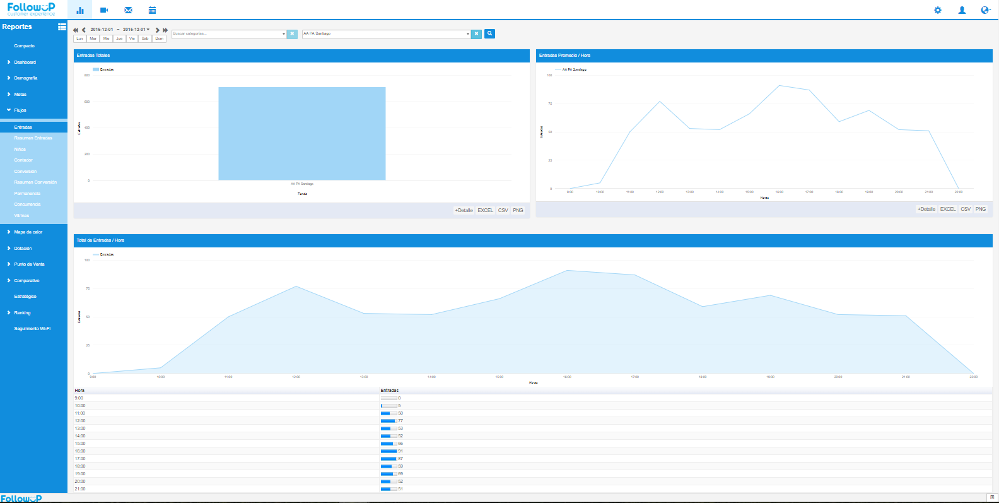 FollowUP
customer experience
Reportes
Compacto
Dashboard
Demografía
Metas
Flujos
Entradas
Resumen Entradas
Niños
Contador
Conversión
Resumen Conversión
Permanencia
Concurrencia
Vitrinas
Mapa de calor
Dotación
Punto de Venta
Comparativo
Estratégico
Ranking
Seguimiento Wi-Fi
2015-12-01 - 2015-12-01
Lun Mar Mie Jue Vie Sab Dom
Buscar categorías...
AA PA Santiago
Entradas Totales
Entradas
800
600
400
200
0
Entradas
AA PA Santiago
Tienda
+Detalle EXCEL CSV PNG
Entradas Promedio / Hora
AA PA Santiago
100
75
50
25
0
Entradas
9:00 10:00 11:00 12:00 13:00 14:00 15:00 16:00 17:00 18:00 19:00 20:00 21:00 22:00
Horas
+Detalle EXCEL CSV PNG
Total de Entradas / Hora
Entradas
100
75
50
25
0
Entradas
9:00 10:00 11:00 12:00 13:00 14:00 15:00 16:00 17:00 18:00 19:00 20:00 21:00 22:00
Horas
Hora Entradas
9:00 0
10:00 5
11:00 50
12:00 77
13:00 53
14:00 52
15:00 66
16:00 91
17:00 87
18:00 59
19:00 69
20:00 52
21:00 51
FollowUP